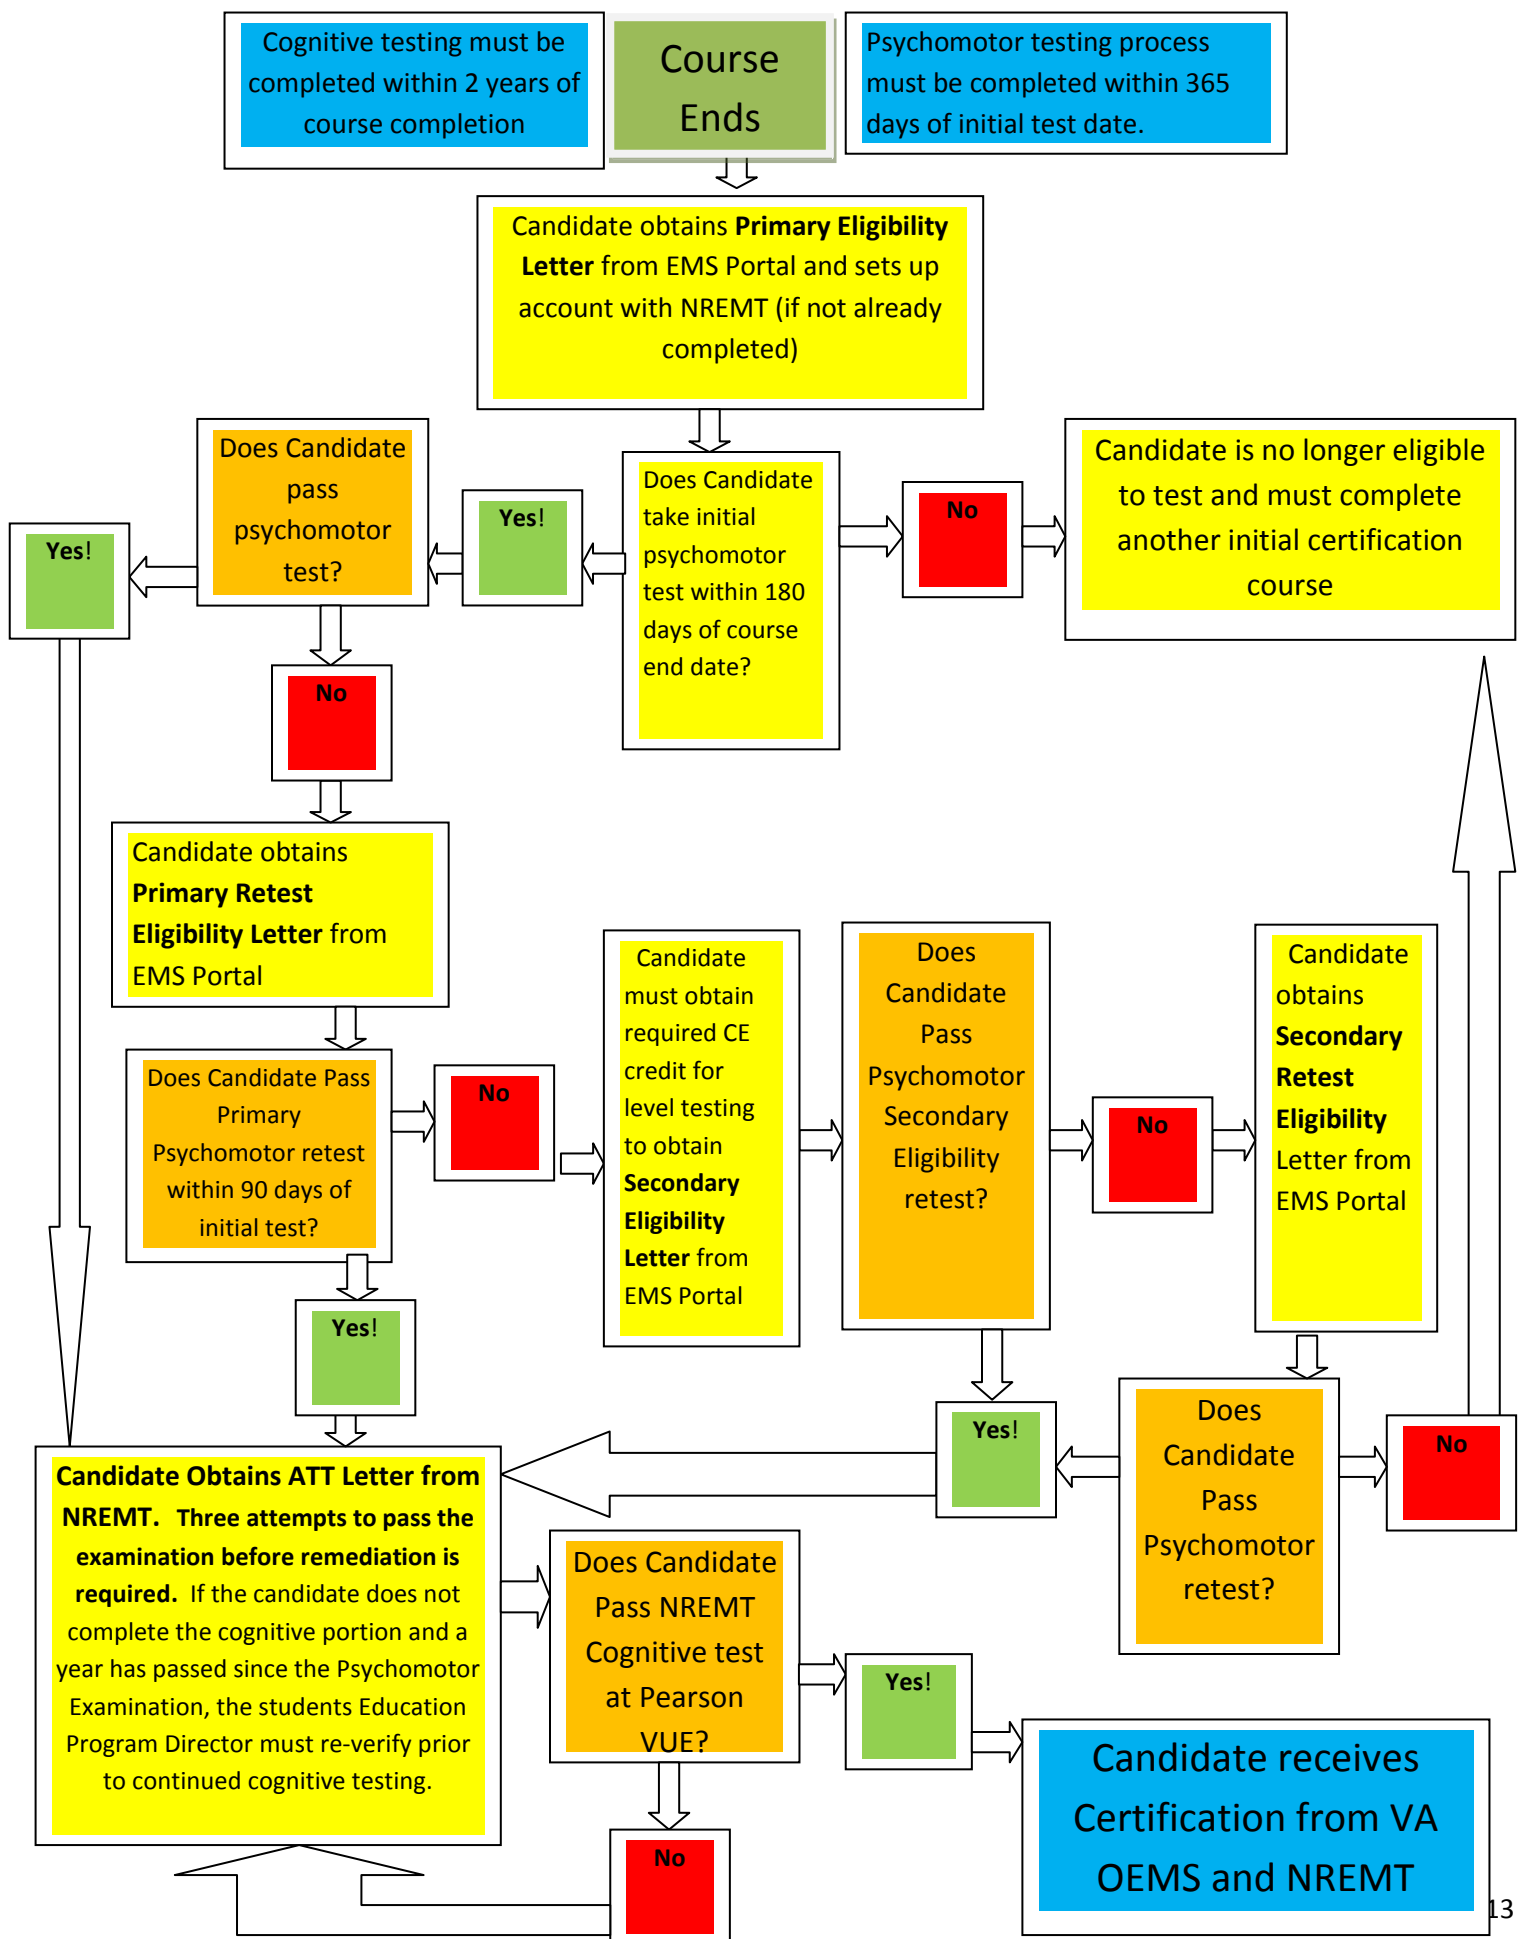 Cognitive testing must be
completed within 2 years of
course completion
Course
Ends
Psychomotor testing process
must be completed within 365
days of initial test date.
Candidate obtains Primary Eligibility
Letter from EMS Portal and sets up
account with NREMT (if not already
completed)
Does Candidate
pass
psychomotor
test?
Yes!
Yes!
Does Candidate
take initial
psychomotor
test within 180
days of course
end date?
No
Candidate is no longer eligible
to test and must complete
another initial certification
course
No
Candidate obtains
Primary Retest
Eligibility Letter from
EMS Portal
Does Candidate Pass
Primary
Psychomotor retest
within 90 days of
initial test?
No
Candidate
must obtain
required CE
credit for
level testing
to obtain
Secondary
Eligibility
Letter from
EMS Portal
Does
Candidate
Pass
Psychomotor
Secondary
Eligibility
retest?
No
Candidate
obtains
Secondary
Retest
Eligibility
Letter from
EMS Portal
Yes!
Yes!
Does
Candidate
Pass
Psychomotor
retest?
No
Candidate Obtains ATT Letter from
NREMT. Three attempts to pass the
examination before remediation is
required. If the candidate does not
complete the cognitive portion and a
year has passed since the Psychomotor
Examination, the students Education
Program Director must re-verify prior
to continued cognitive testing.
Does Candidate
Pass NREMT
Cognitive test
at Pearson
VUE?
Yes!
No
Candidate receives
Certification from VA
OEMS and NREMT
13